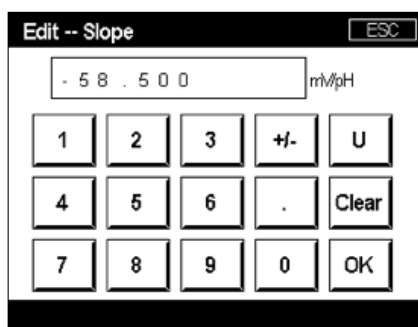 Edit -- Slope ESC
- 5 8 . 5 0 0 mV/pH
1 2 3 +/- U
4 5 6 . Clear
7 8 9 0 OK